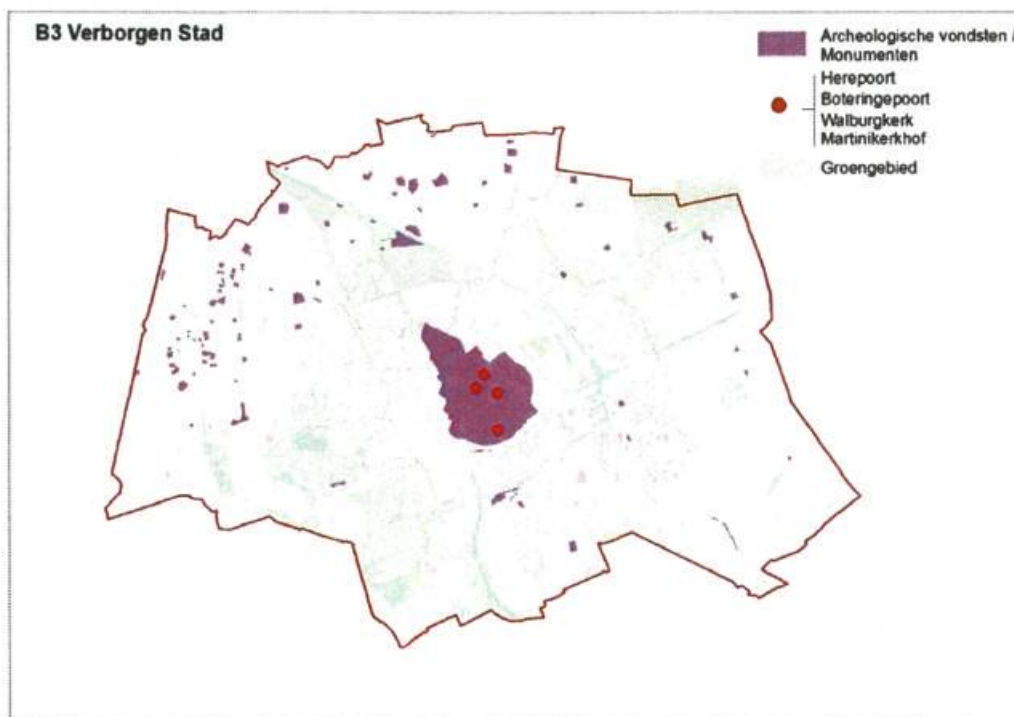 B3 Verborgen Stad
Archeologische vondsten
Monumenten
Herepoort
Boteringepoort
Walburgkerk
Martinikerkhof
Groengebied